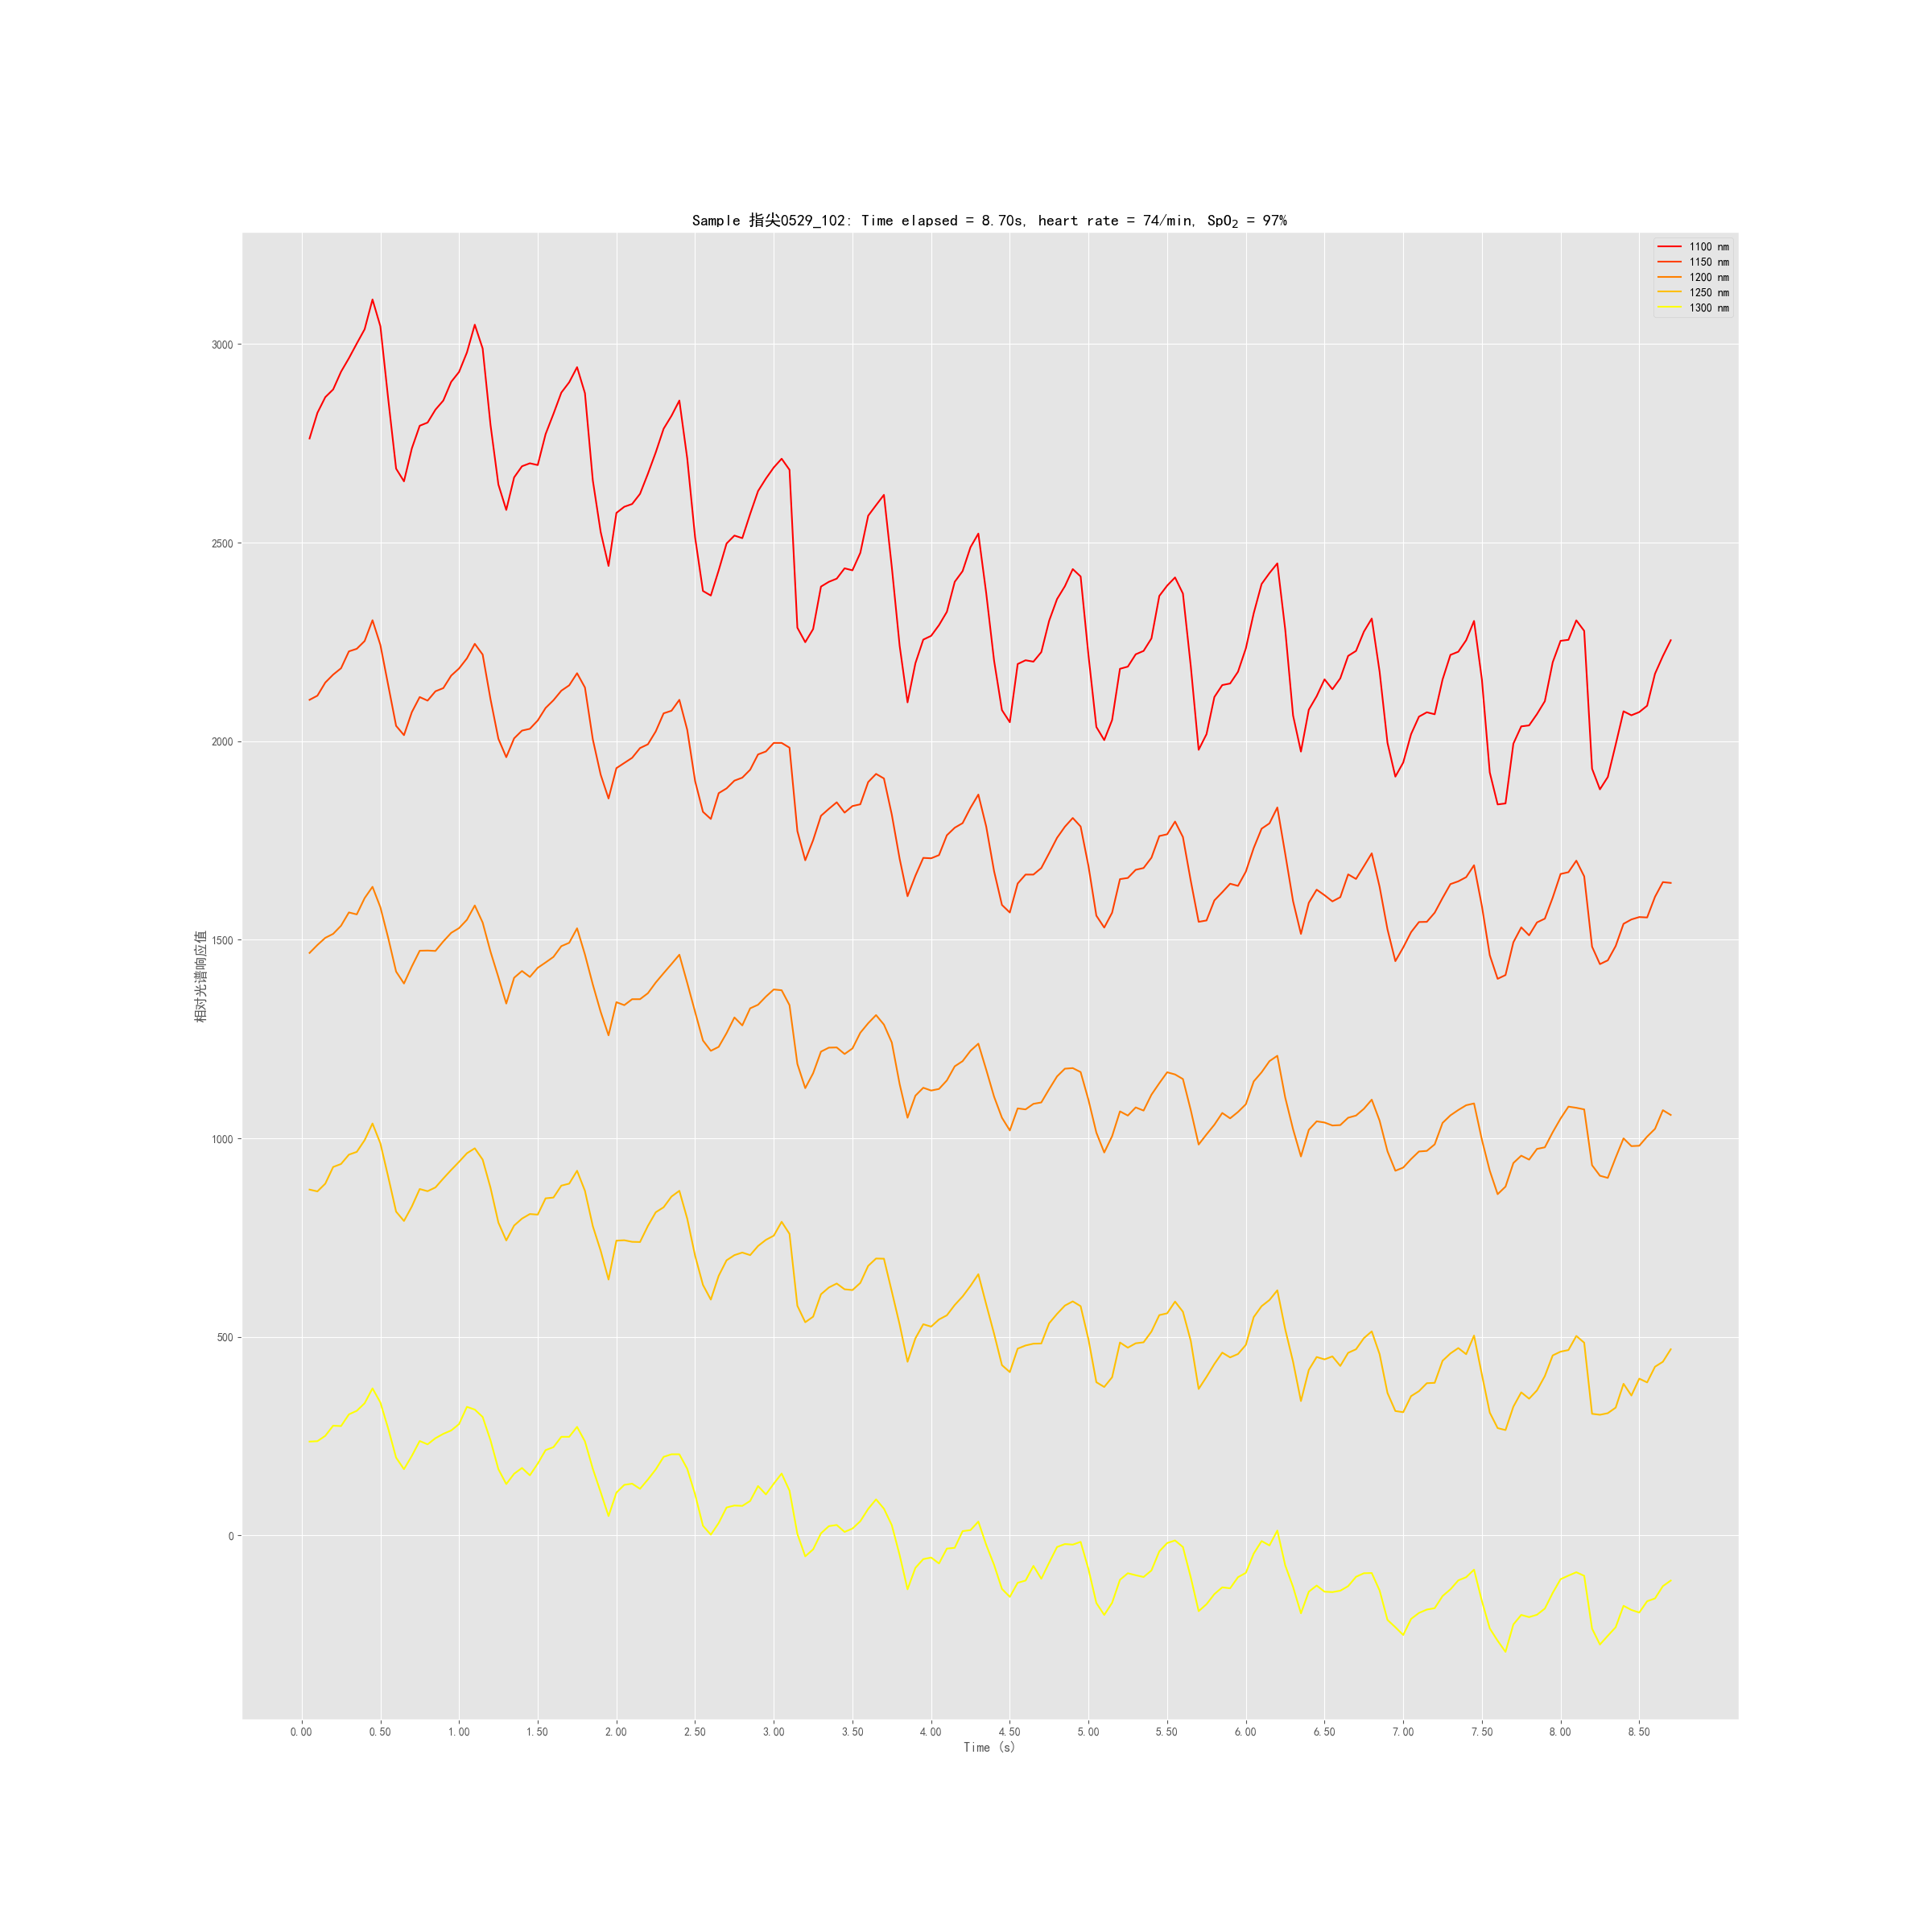 Sample 指尖0529_102: Time elapsed = 8.70s, heart rate = 74/min, SpO₂ = 97%
1100 nm
1150 nm
1200 nm
1250 nm
1300 nm
3000
2500
2000
1500
1000
500
0
相对光谱响应值
0.00 0.50 1.00 1.50 2.00 2.50 3.00 3.50 4.00 4.50 5.00 5.50 6.00 6.50 7.00 7.50 8.00 8.50
Time (s)